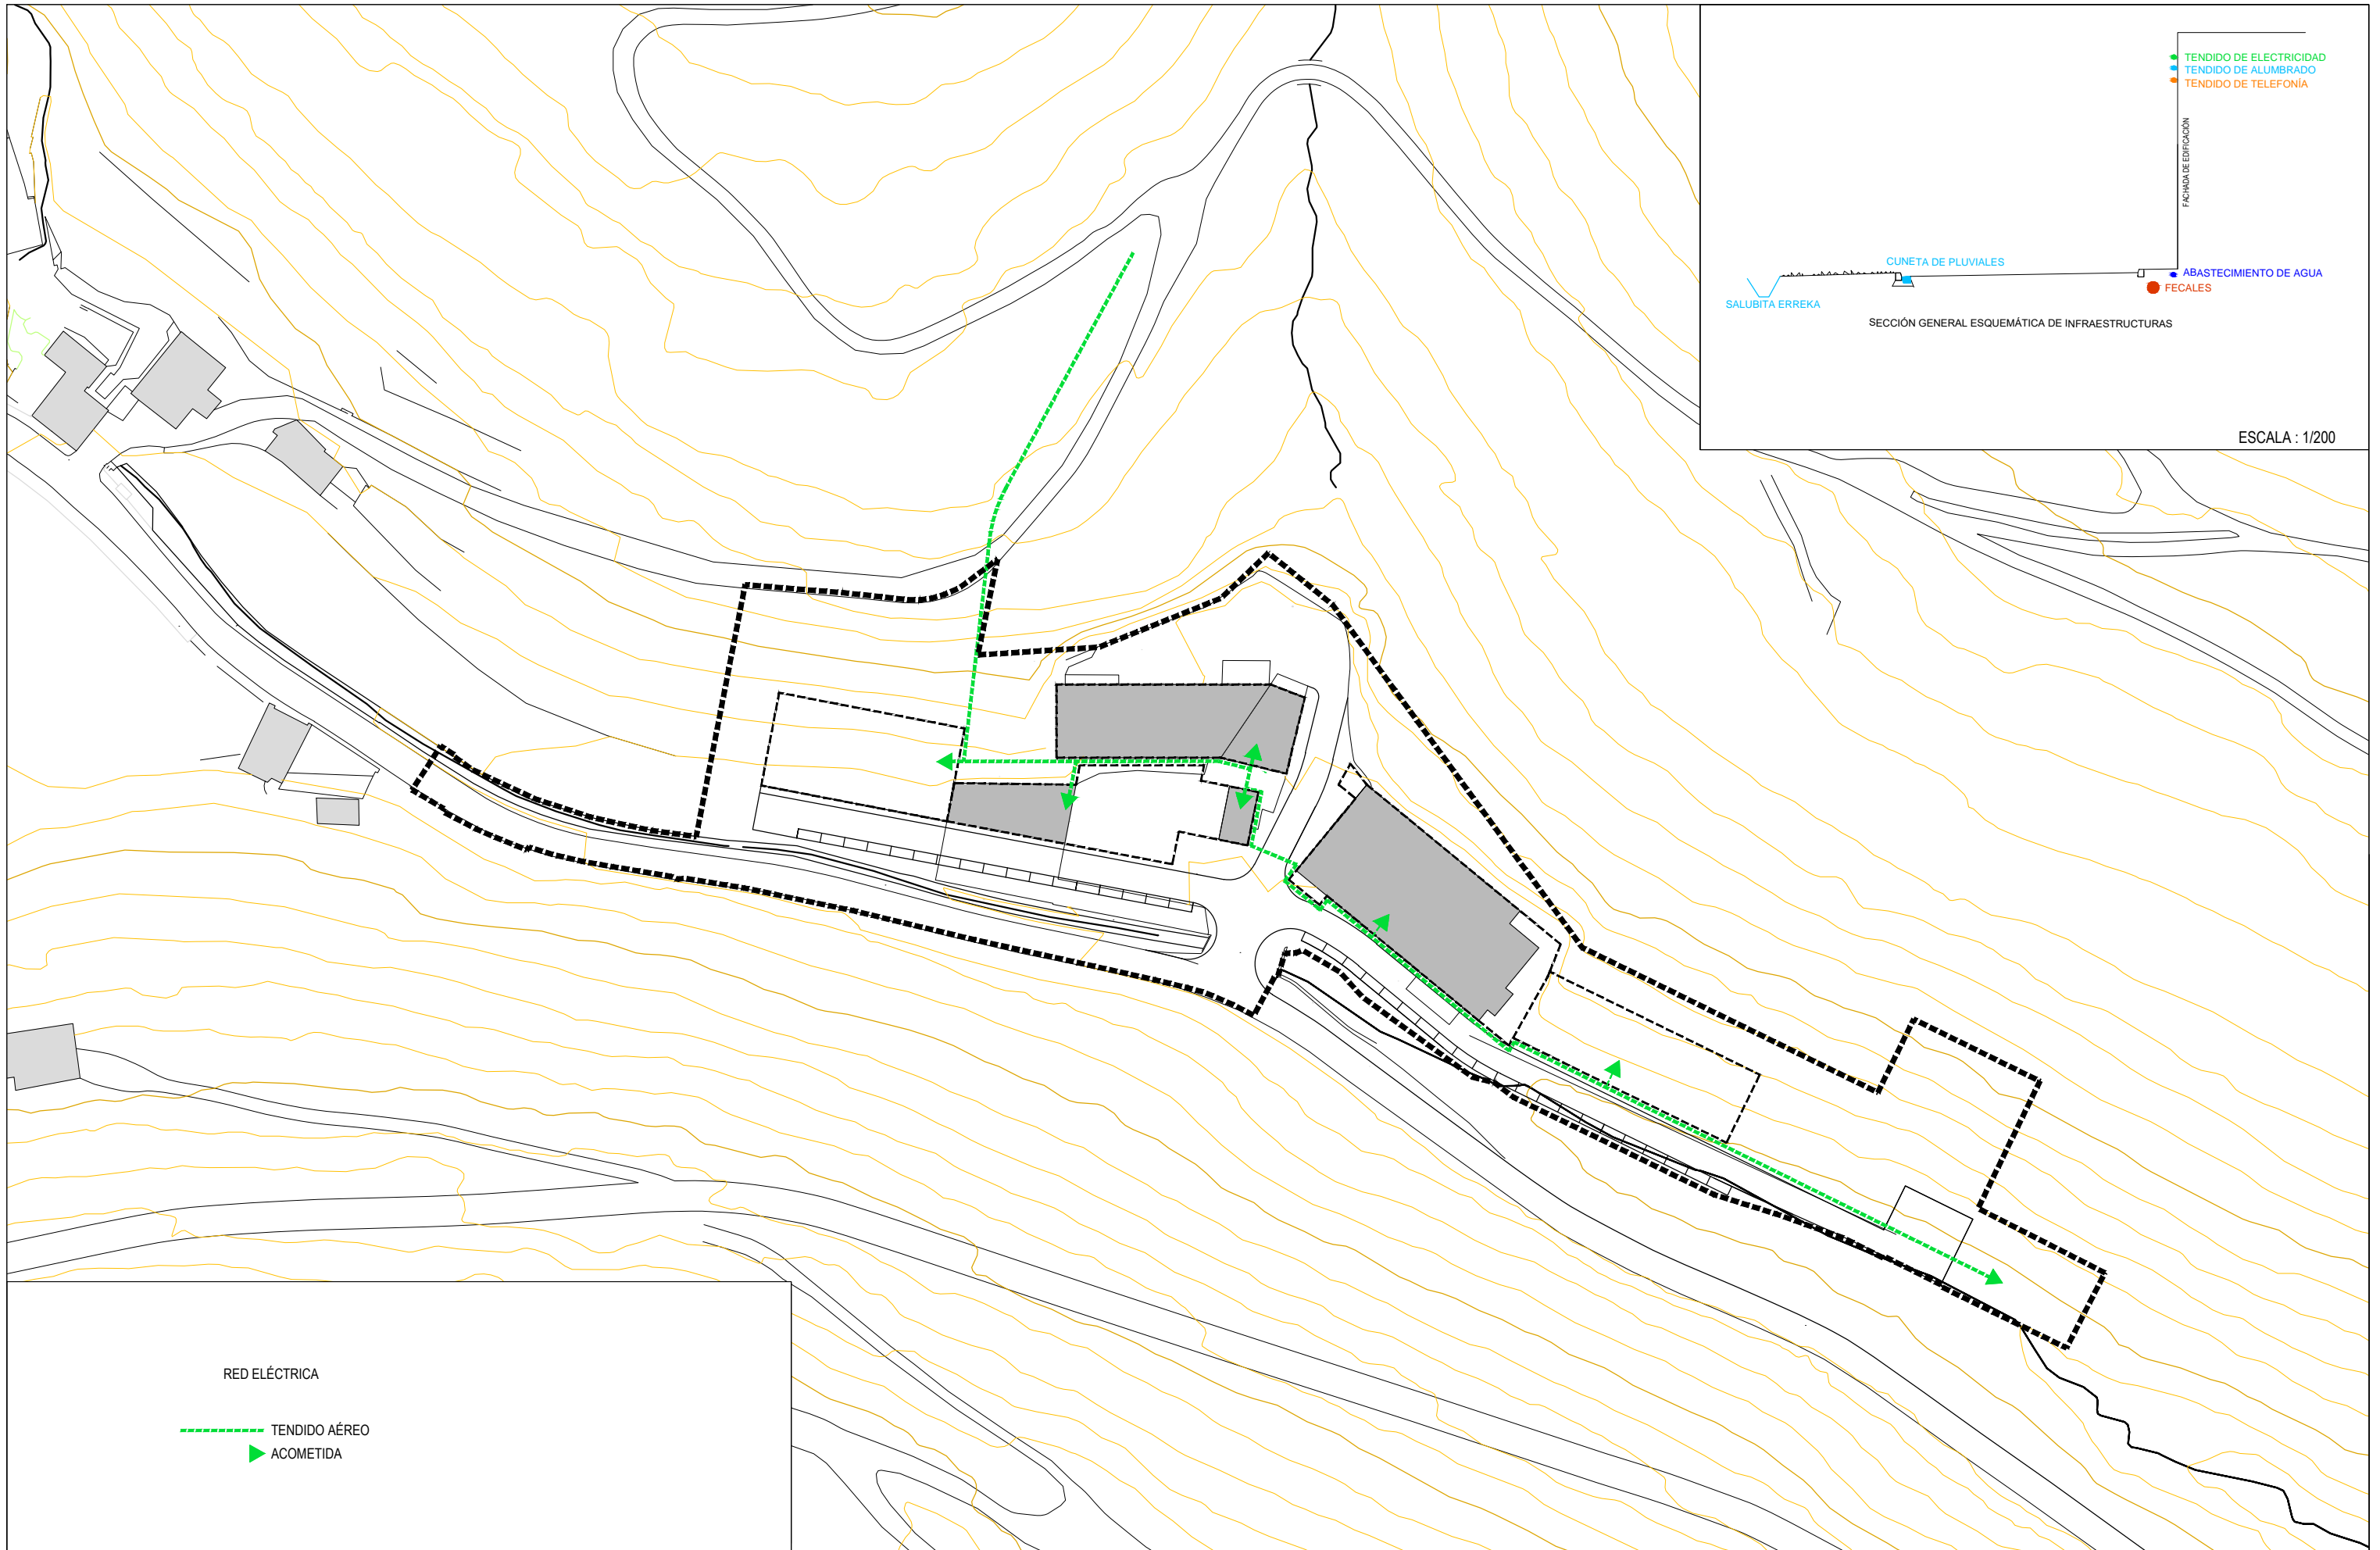 TENDIDO DE ELECTRICIDAD
TENDIDO DE ALUMBRADO
TENDIDO DE TELEFONÍA
FACHADA DE EDIFICACIÓN
CUNETA DE PLUVIALES
ABASTECIMIENTO DE AGUA
FECALES
SALUBITA ERREKA
SECCIÓN GENERAL ESQUEMÁTICA DE INFRAESTRUCTURAS
ESCALA : 1/200
RED ELÉCTRICA
TENDIDO AÉREO
ACOMETIDA